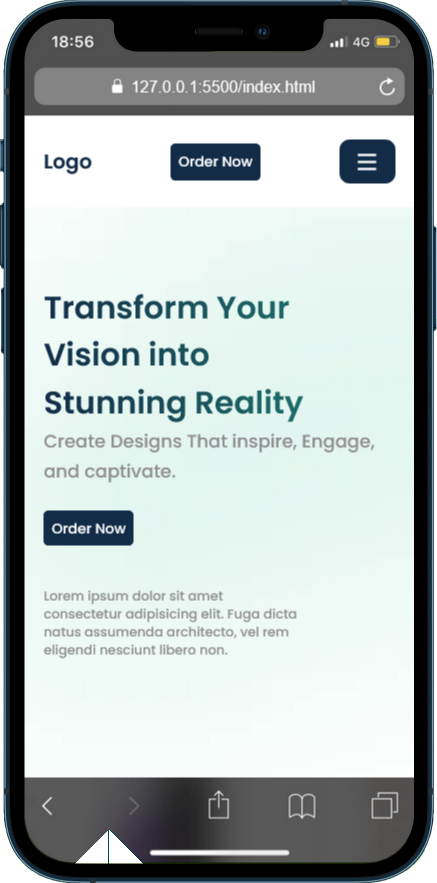 18:56
4G
127.0.0.1:5500/index.html
Logo
Order Now
Transform Your
Vision into
Stunning Reality
Create Designs That inspire, Engage,
and captivate.
Order Now
Lorem ipsum dolor sit amet
consectetur adipisicing elit. Fuga dicta
natus assumenda architecto, vel rem
eligendi nesciunt libero non.